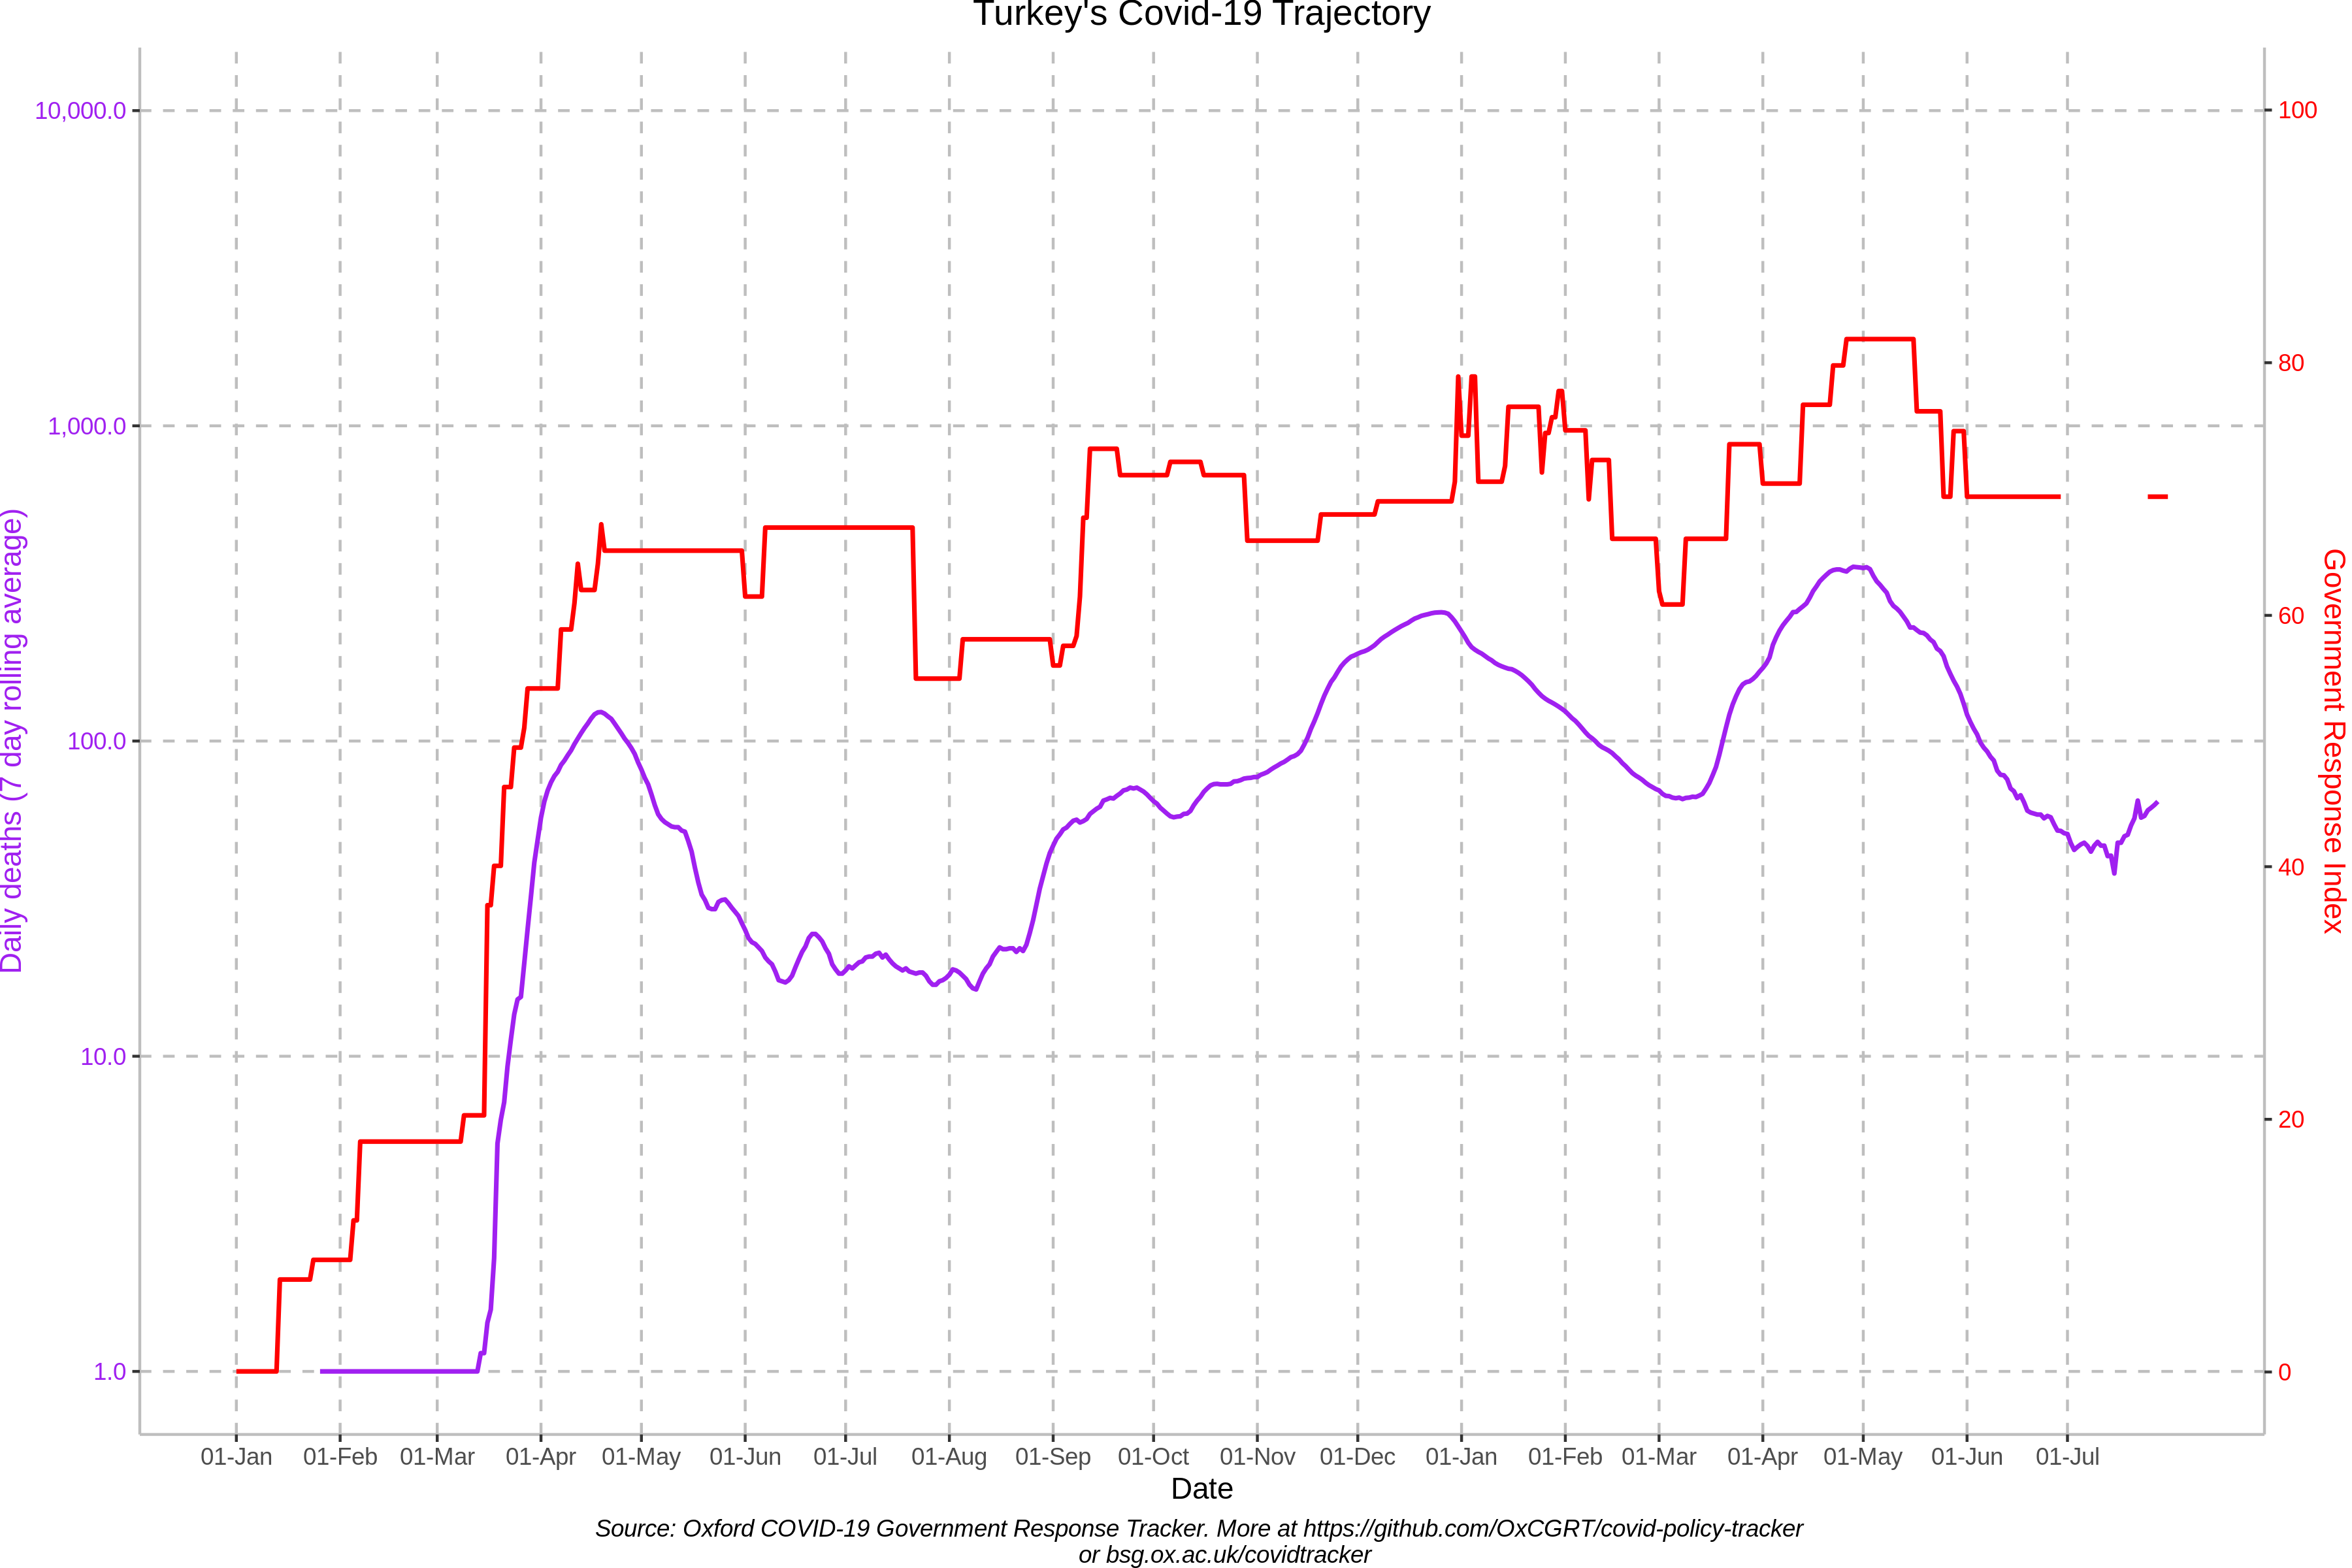 Turkey's Covid-19 Trajectory
10,000.0
1,000.0
100.0
10.0
1.0
Daily deaths (7 day rolling average)
100
80
60
40
20
0
Government Response Index
01-Jan 01-Feb 01-Mar 01-Apr 01-May 01-Jun 01-Jul 01-Aug 01-Sep 01-Oct 01-Nov 01-Dec 01-Jan 01-Feb 01-Mar 01-Apr 01-May 01-Jun 01-Jul
Date
Source: Oxford COVID-19 Government Response Tracker. More at https://github.com/OxCGRT/covid-policy-tracker
or bsg.ox.ac.uk/covidtracker